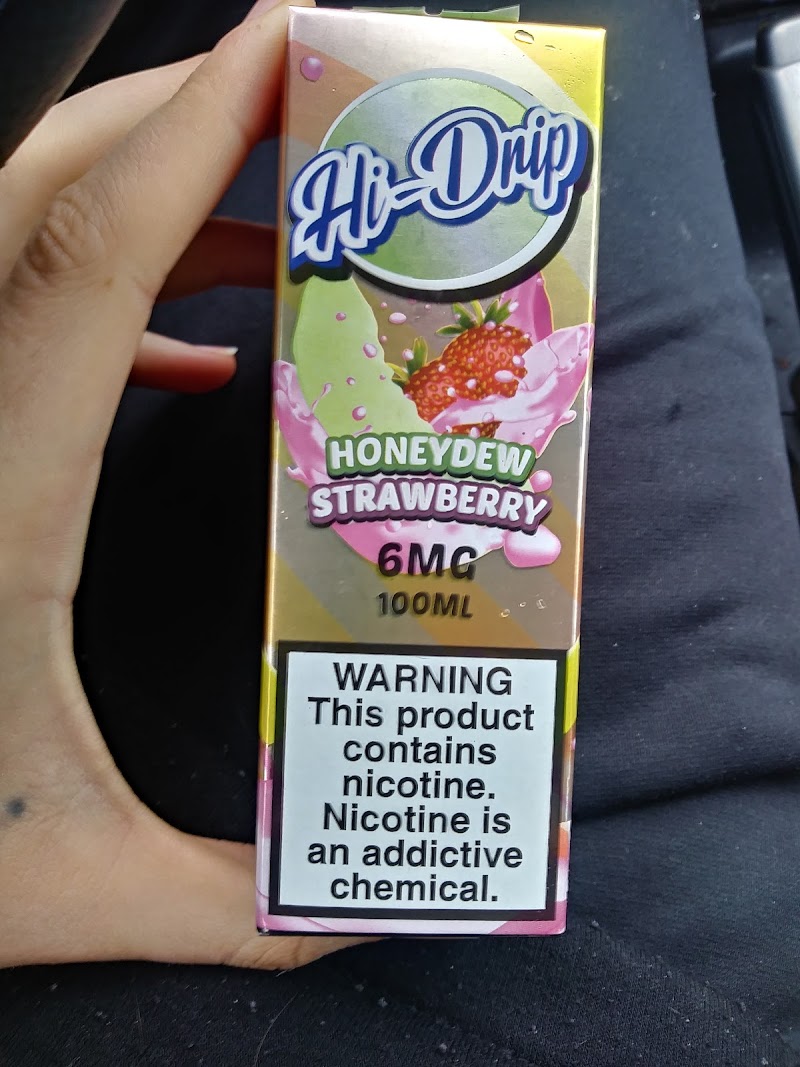 Hi-Drip
HONEYDEW
STRAWBERRY
6MG
100ML
WARNING
This product
contains
nicotine.
Nicotine is
an addictive
chemical.